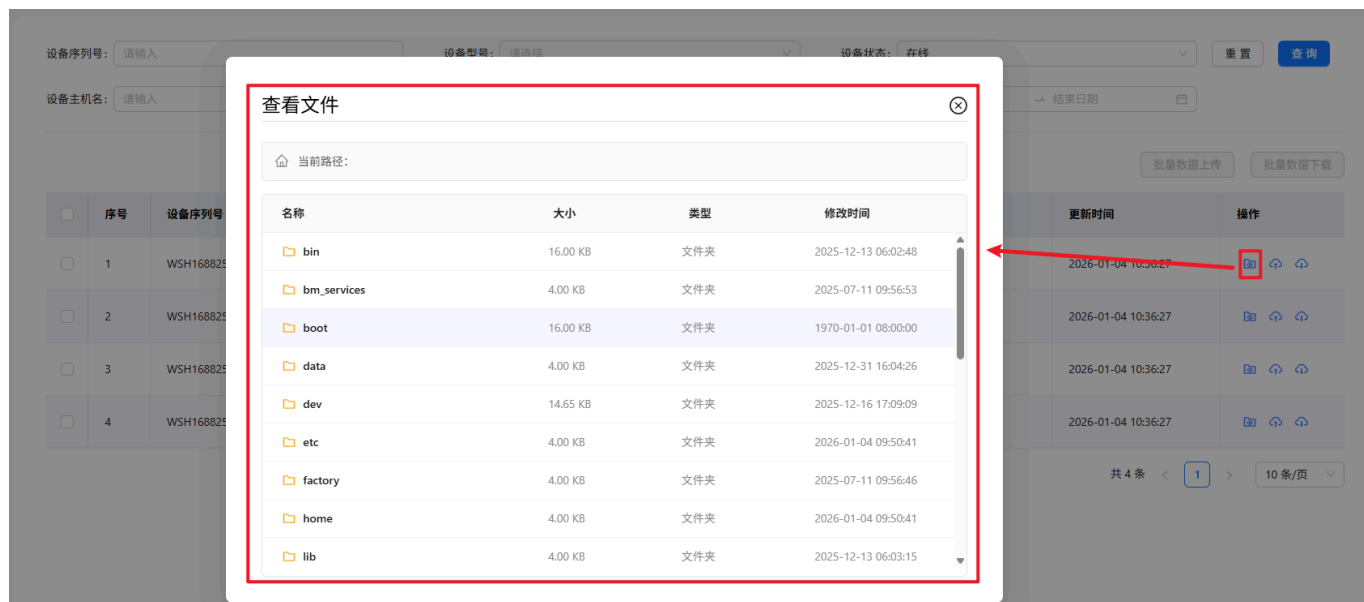 设备序列号: 请输入 设备型号: 请选择 设备状态: 在线 重置 查询
设备主机名: 请输入 结束日期
批量数据上传 批量数据下载
序号 设备序列号 更新时间 操作
1 WSH168825 2026-01-04 10:36:27
2 WSH168825 2026-01-04 10:36:27
3 WSH168825 2026-01-04 10:36:27
4 WSH168825 2026-01-04 10:36:27
共 4 条 < 1 > 10 条/页
查看文件
当前路径:
名称 大小 类型 修改时间
bin 16.00 KB 文件夹 2025-12-13 06:02:48
bm_services 4.00 KB 文件夹 2025-07-11 09:56:53
boot 16.00 KB 文件夹 1970-01-01 08:00:00
data 4.00 KB 文件夹 2025-12-31 16:04:26
dev 14.65 KB 文件夹 2025-12-16 17:09:09
etc 4.00 KB 文件夹 2026-01-04 09:50:41
factory 4.00 KB 文件夹 2025-07-11 09:56:46
home 4.00 KB 文件夹 2026-01-04 09:50:41
lib 4.00 KB 文件夹 2025-12-13 06:03:15